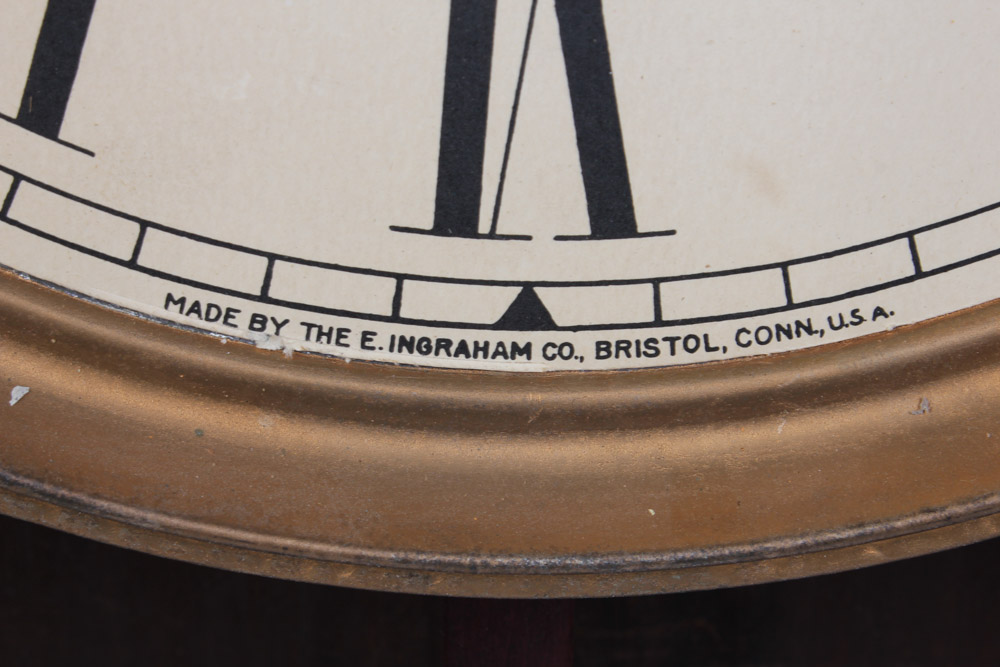 MADE BY THE E. INGRAHAM CO., BRISTOL, CONN., U.S.A.